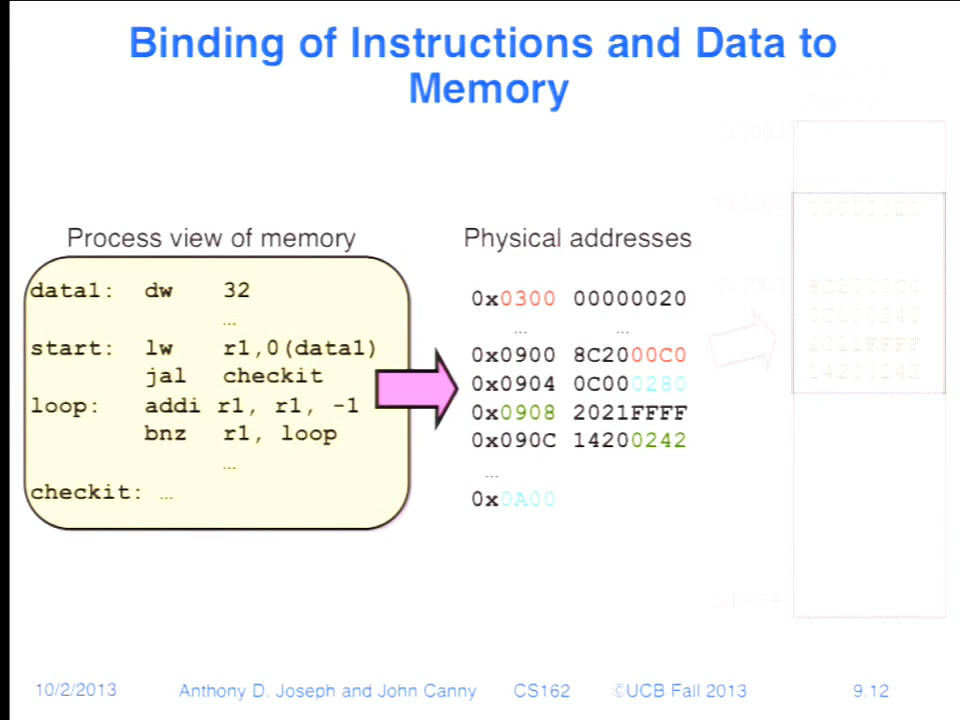 Binding of Instructions and Data to
Memory
Process view of memory
data1: dw 32
…
start: lw r1,0(data1)
jal checkit
loop: addi r1, r1, -1
bnz r1, loop
…
checkit: …
Physical addresses
0x0300 00000020
… …
0x0900 8C2000C0
0x0904 0C000280
0x0908 2021FFFF
0x090C 14200242
…
0x0A00
10/2/2013 Anthony D. Joseph and John Canny CS162 ©UCB Fall 2013 9.12